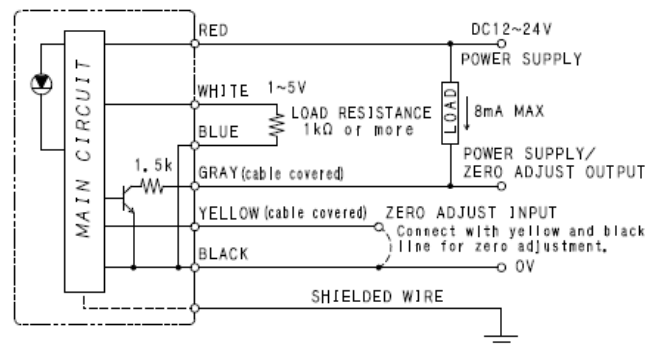 RED
DC12~24V
POWER SUPPLY
MAIN CIRCUIT
WHITE
1~5V
LOAD RESISTANCE
1kΩ or more
BLUE
LOAD
8mA MAX
1.5k
GRAY(cable covered)
POWER SUPPLY/
ZERO ADJUST OUTPUT
YELLOW(cable covered)
ZERO ADJUST INPUT
Connect with yellow and black
line for zero adjustment.
BLACK
0V
SHIELDED WIRE